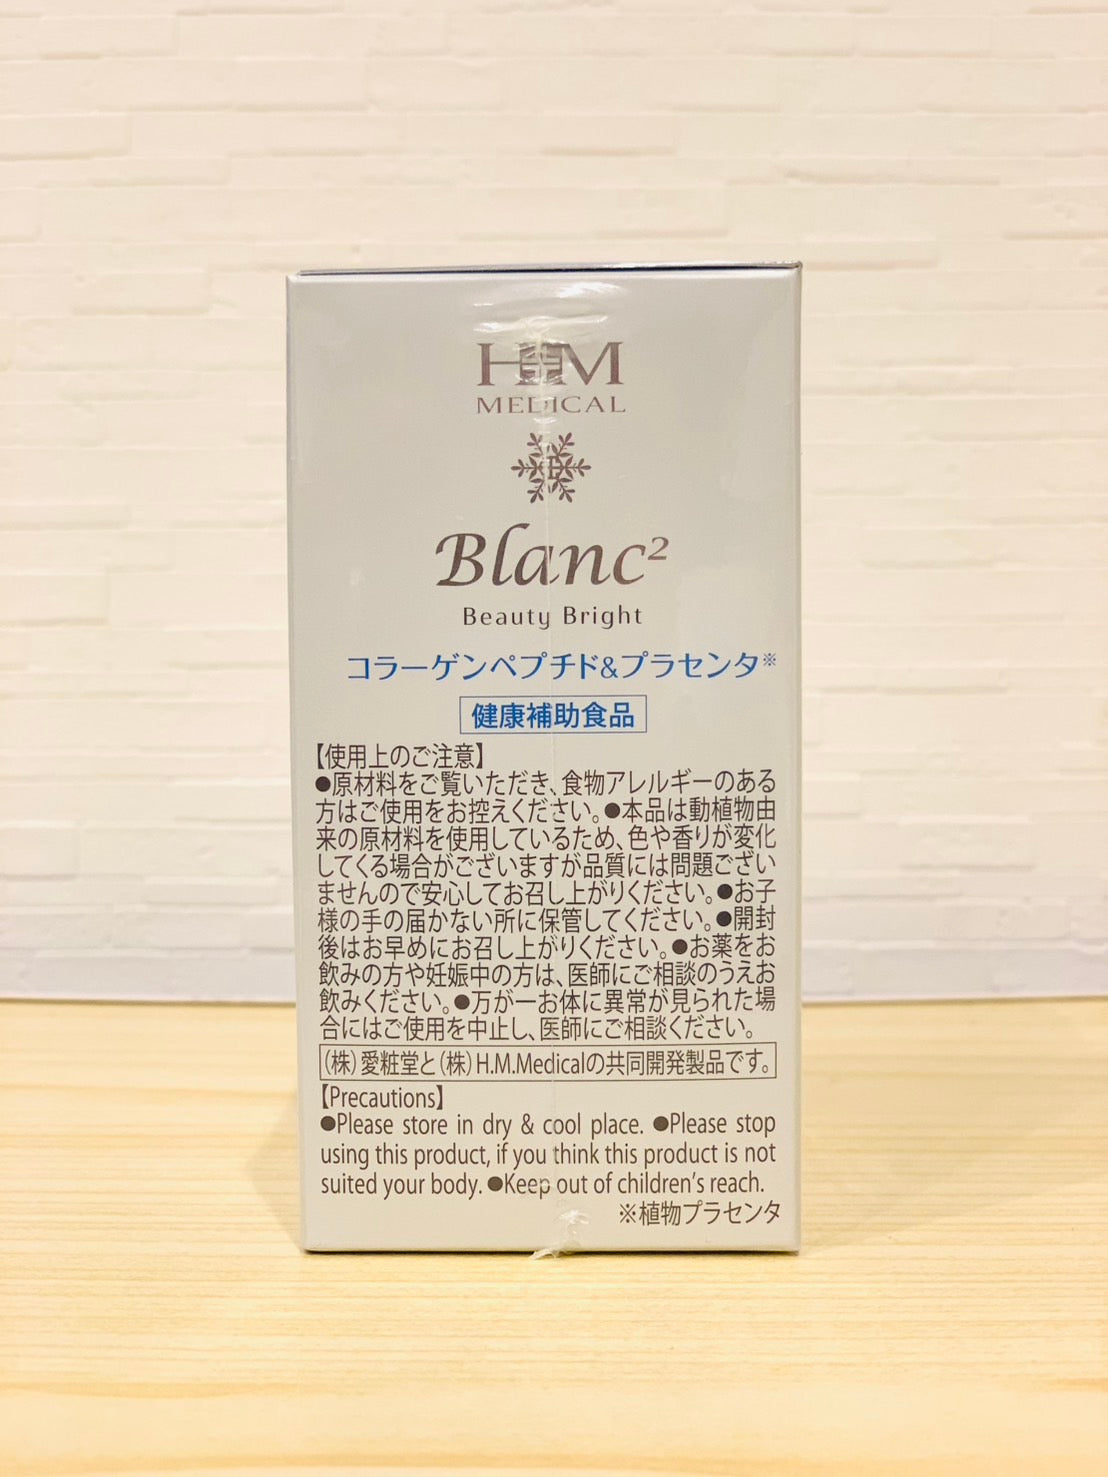 HM
MEDICAL
Blanc²
Beauty Bright
コラーゲンペプチド&プラセンタ※
健康補助食品
【使用上のご注意】
●原材料をご覧いただき、食物アレルギーのある
方はご使用をお控えください。●本品は動植物由
来の原材料を使用しているため、色や香りが変化
してくる場合がございますが品質には問題ござい
ませんので安心してお召し上がりください。●お子
様の手の届かない所に保管してください。●開封
後はお早めにお召し上がりください。●お薬をお
飲みの方や妊娠中の方は、医師にご相談のうえお
飲みください。●万が一お体に異常が見られた場
合にはご使用を中止し、医師にご相談ください。
(株)愛粧堂と(株)H.M.Medicalの共同開発製品です。
【Precautions】
●Please store in dry & cool place. ●Please stop
using this product, if you think this product is not
suited your body. ●Keep out of children's reach.
※植物プラセンタ